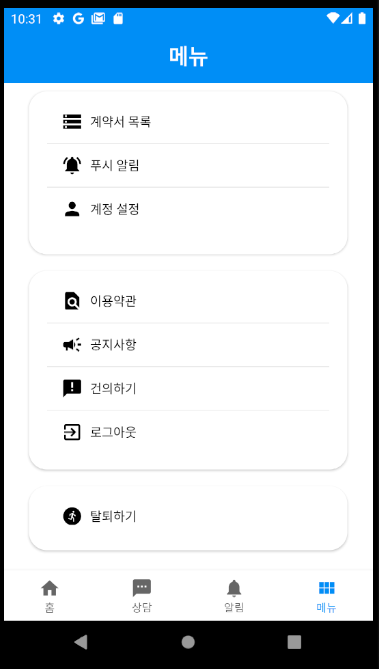 10:31
메뉴
계약서 목록
푸시 알림
계정 설정
이용약관
공지사항
건의하기
로그아웃
탈퇴하기
홈
상담
알림
메뉴